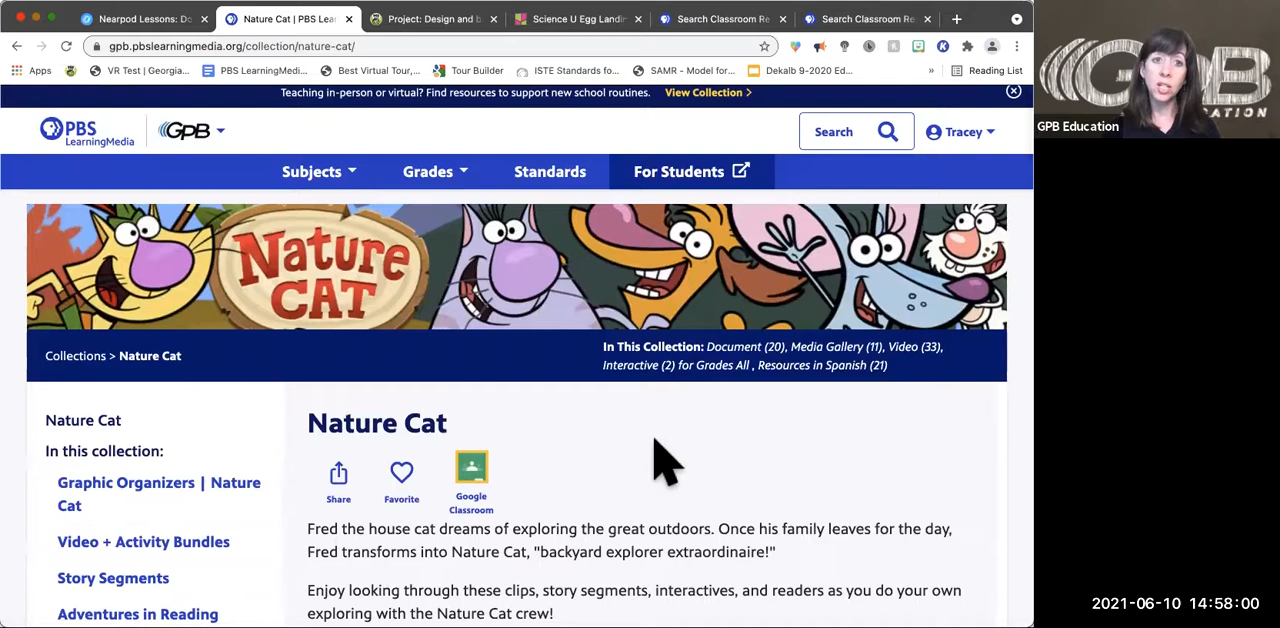 Nearpod Lessons: Do
Nature Cat | PBS Lea
Project: Design and b
Science U Egg Landi
Search Classroom Re
Search Classroom Re
gpb.pbslearningmedia.org/collection/nature-cat/
Apps
VR Test | Georgia...
PBS LearningMedi...
Best Virtual Tour,...
Tour Builder
ISTE Standards fo...
SAMR - Model for...
Dekalb 9-2020 Ed...
»
Reading List
Teaching in-person or virtual? Find resources to support new school routines. View Collection >
PBS LearningMedia
GPB
Search
Tracey
Subjects
Grades
Standards
For Students
NATURE CAT
Collections > Nature Cat
In This Collection: Document (20), Media Gallery (11), Video (33),
Interactive (2) for Grades All , Resources in Spanish (21)
Nature Cat
In this collection:
Graphic Organizers | Nature
Cat
Video + Activity Bundles
Story Segments
Adventures in Reading
Nature Cat
Share
Favorite
Google
Classroom
Fred the house cat dreams of exploring the great outdoors. Once his family leaves for the day,
Fred transforms into Nature Cat, "backyard explorer extraordinaire!"
Enjoy looking through these clips, story segments, interactives, and readers as you do your own
exploring with the Nature Cat crew!
GPB Education
2021-06-10 14:58:00